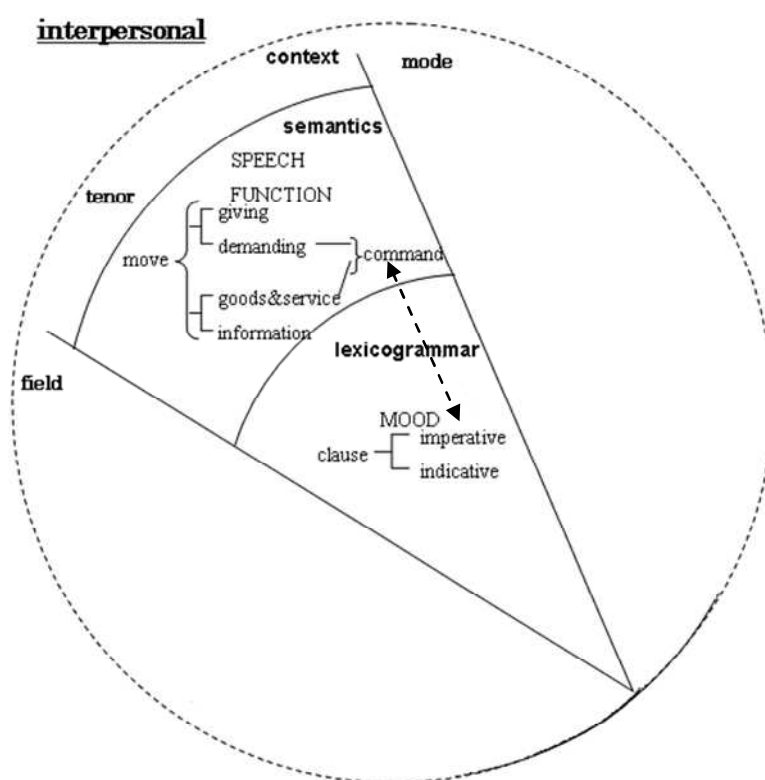 interpersonal
context
mode
semantics
SPEECH
FUNCTION
tenor
giving
demanding
command
move
goods&service
information
lexicogrammar
field
MOOD
imperative
clause
indicative